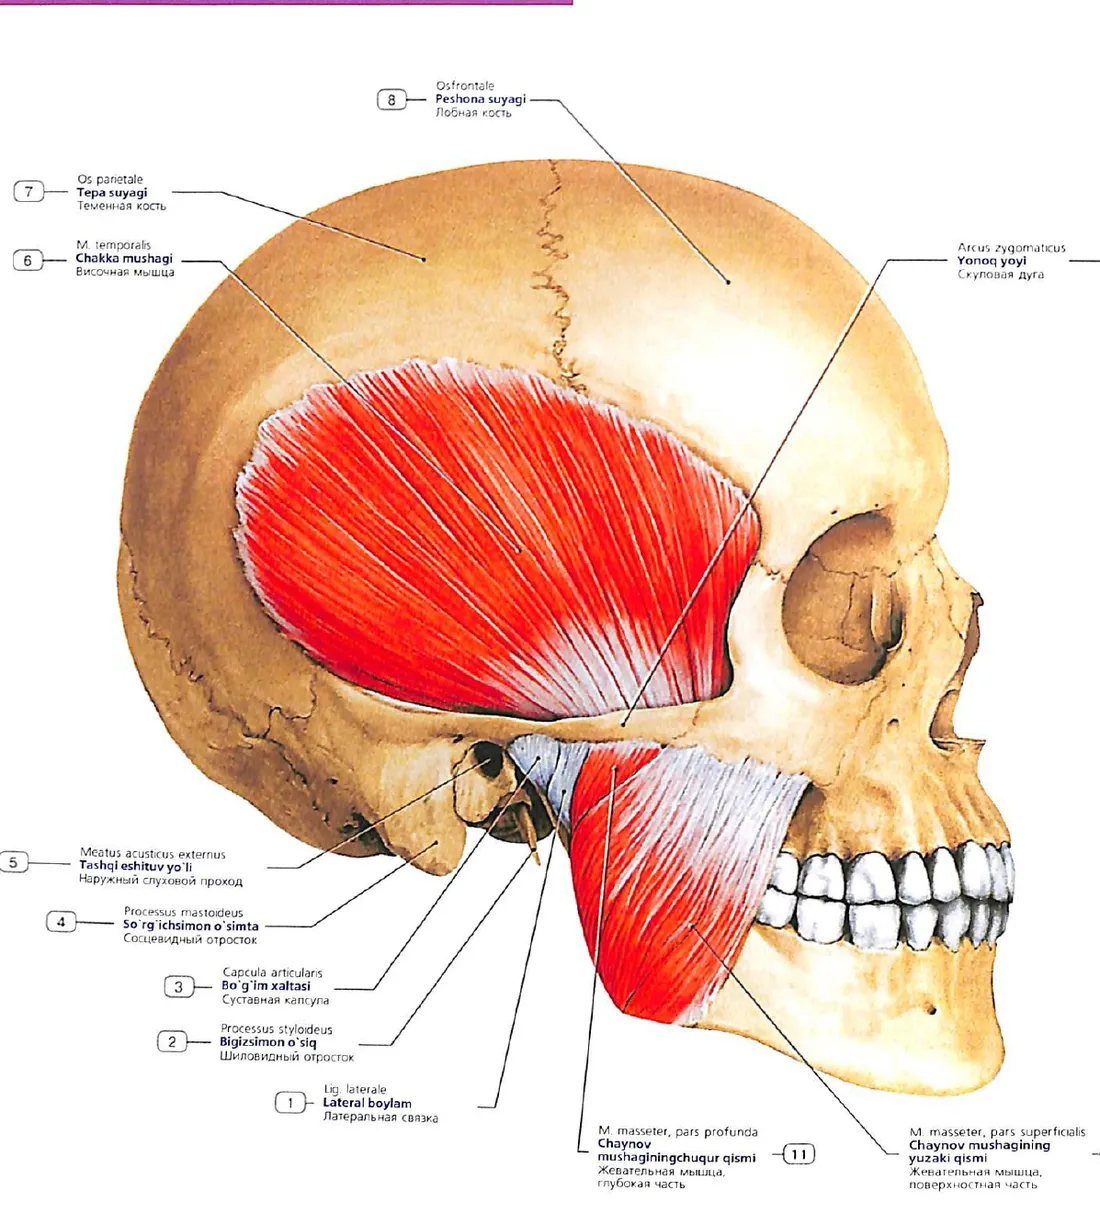 8
Osfrontale
Peshona suyagi
Лобная кость
7
Os parietale
Tepa suyagi
Теменная кость
6
M. temporalis
Chakka mushagi
Височная мышца
Arcus zygomaticus
Yonoq yoyi
Скуловая дуга
5
Meatus acusticus externus
Tashqi eshituv yo`li
Наружный слуховой проход
4
Processus mastoideus
So`rg`ichsimon o`simta
Сосцевидный отросток
3
Capcula articularis
Bo`g`im xaltasi
Суставная капсула
2
Processus styloideus
Bigizsimon o`siq
Шиловидный отросток
1
Lig. laterale
Lateral boylam
Латеральная связка
M. masseter, pars profunda
Chaynov
mushaginingchuqur qismi
Жевательная мышца,
глубокая часть
11
M. masseter, pars superficialis
Chaynov mushagining
yuzaki qismi
Жевательная мышца,
поверхностная часть